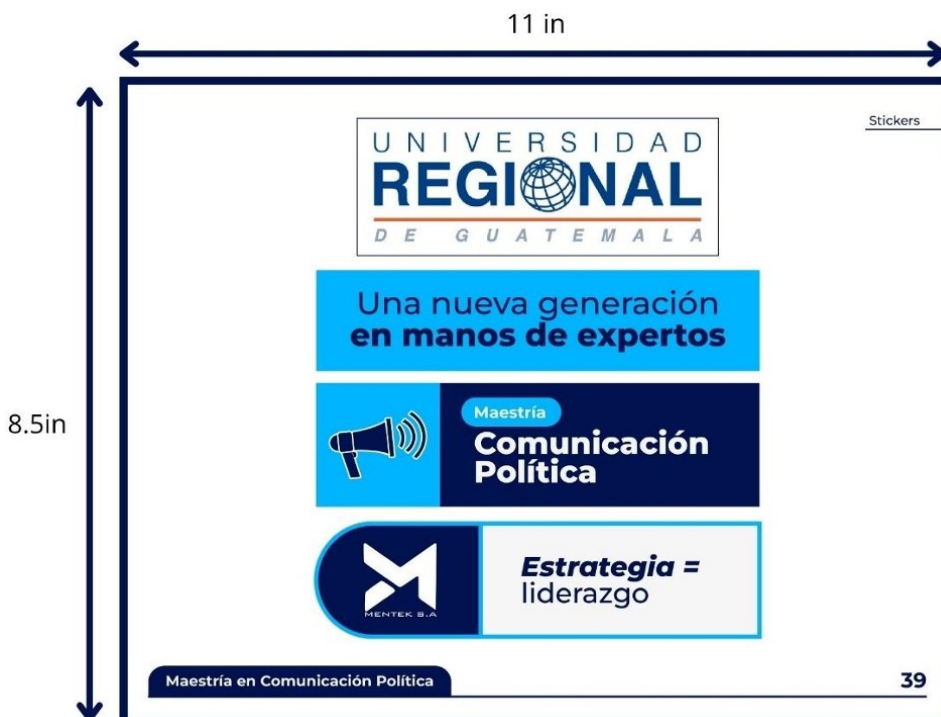 11 in
8.5in
Stickers
UNIVERSIDAD
REGIONAL
DE GUATEMALA
Una nueva generación
en manos de expertos
Maestría
Comunicación
Política
MENTEK S.A
Estrategia =
liderazgo
Maestría en Comunicación Política
39